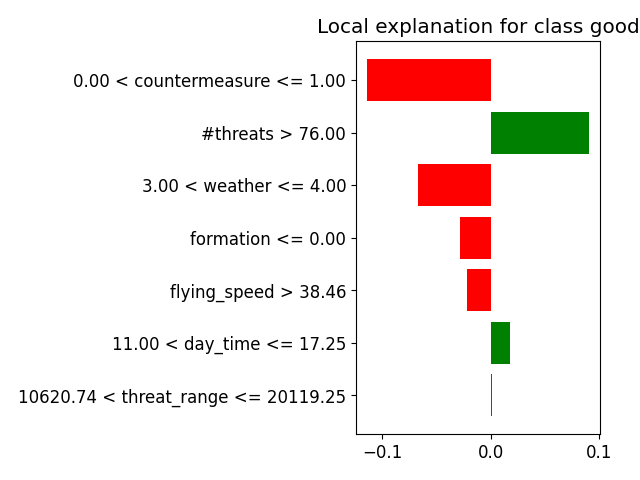 Local explanation for class good
0.00 < countermeasure <= 1.00
#threats > 76.00
3.00 < weather <= 4.00
formation <= 0.00
flying_speed > 38.46
11.00 < day_time <= 17.25
10620.74 < threat_range <= 20119.25
−0.1 0.0 0.1